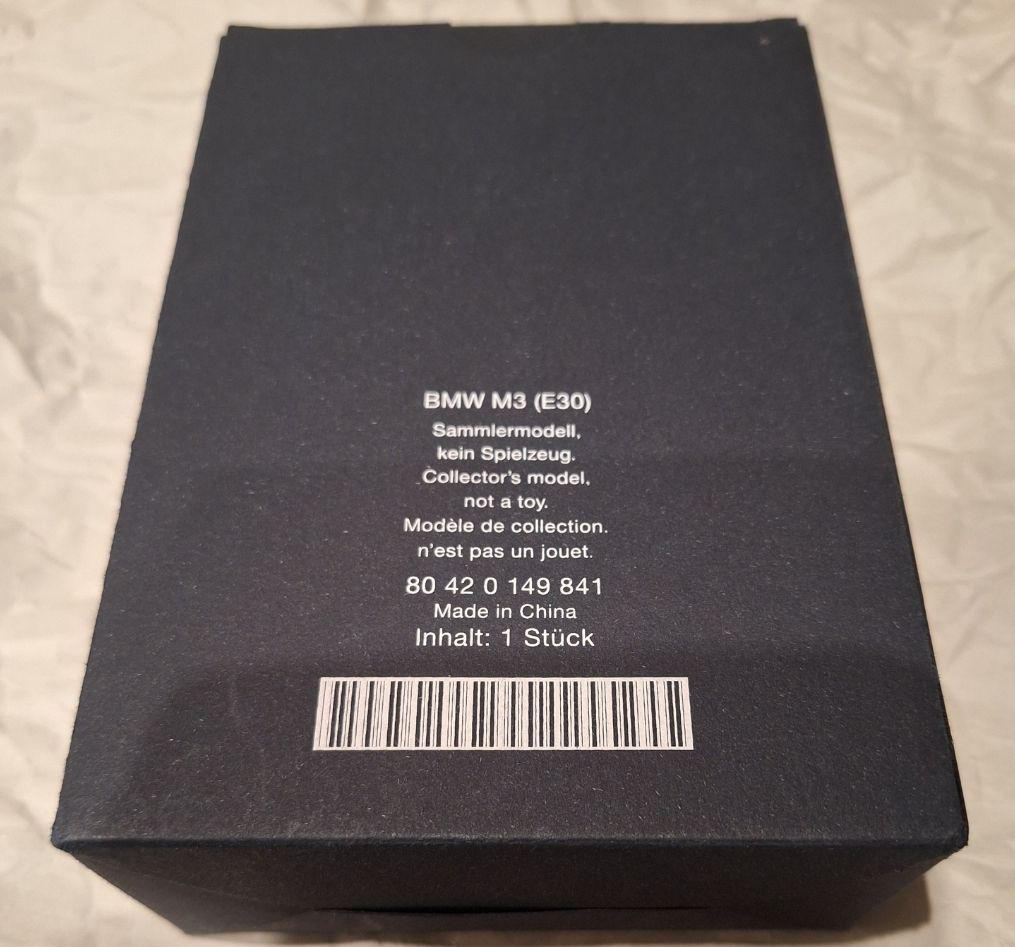 BMW M3 (E30)
Sammlermodell,
kein Spielzeug.
Collector's model,
not a toy.
Modèle de collection.
n'est pas un jouet.
80 42 0 149 841
Made in China
Inhalt: 1 Stück